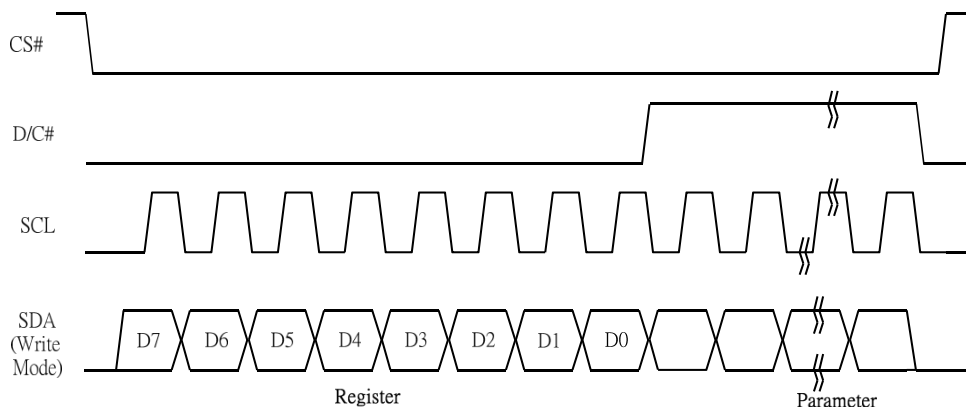 CS#
D/C#
SCL
SDA
(Write
Mode)
D7 D6 D5 D4 D3 D2 D1 D0
Register Parameter